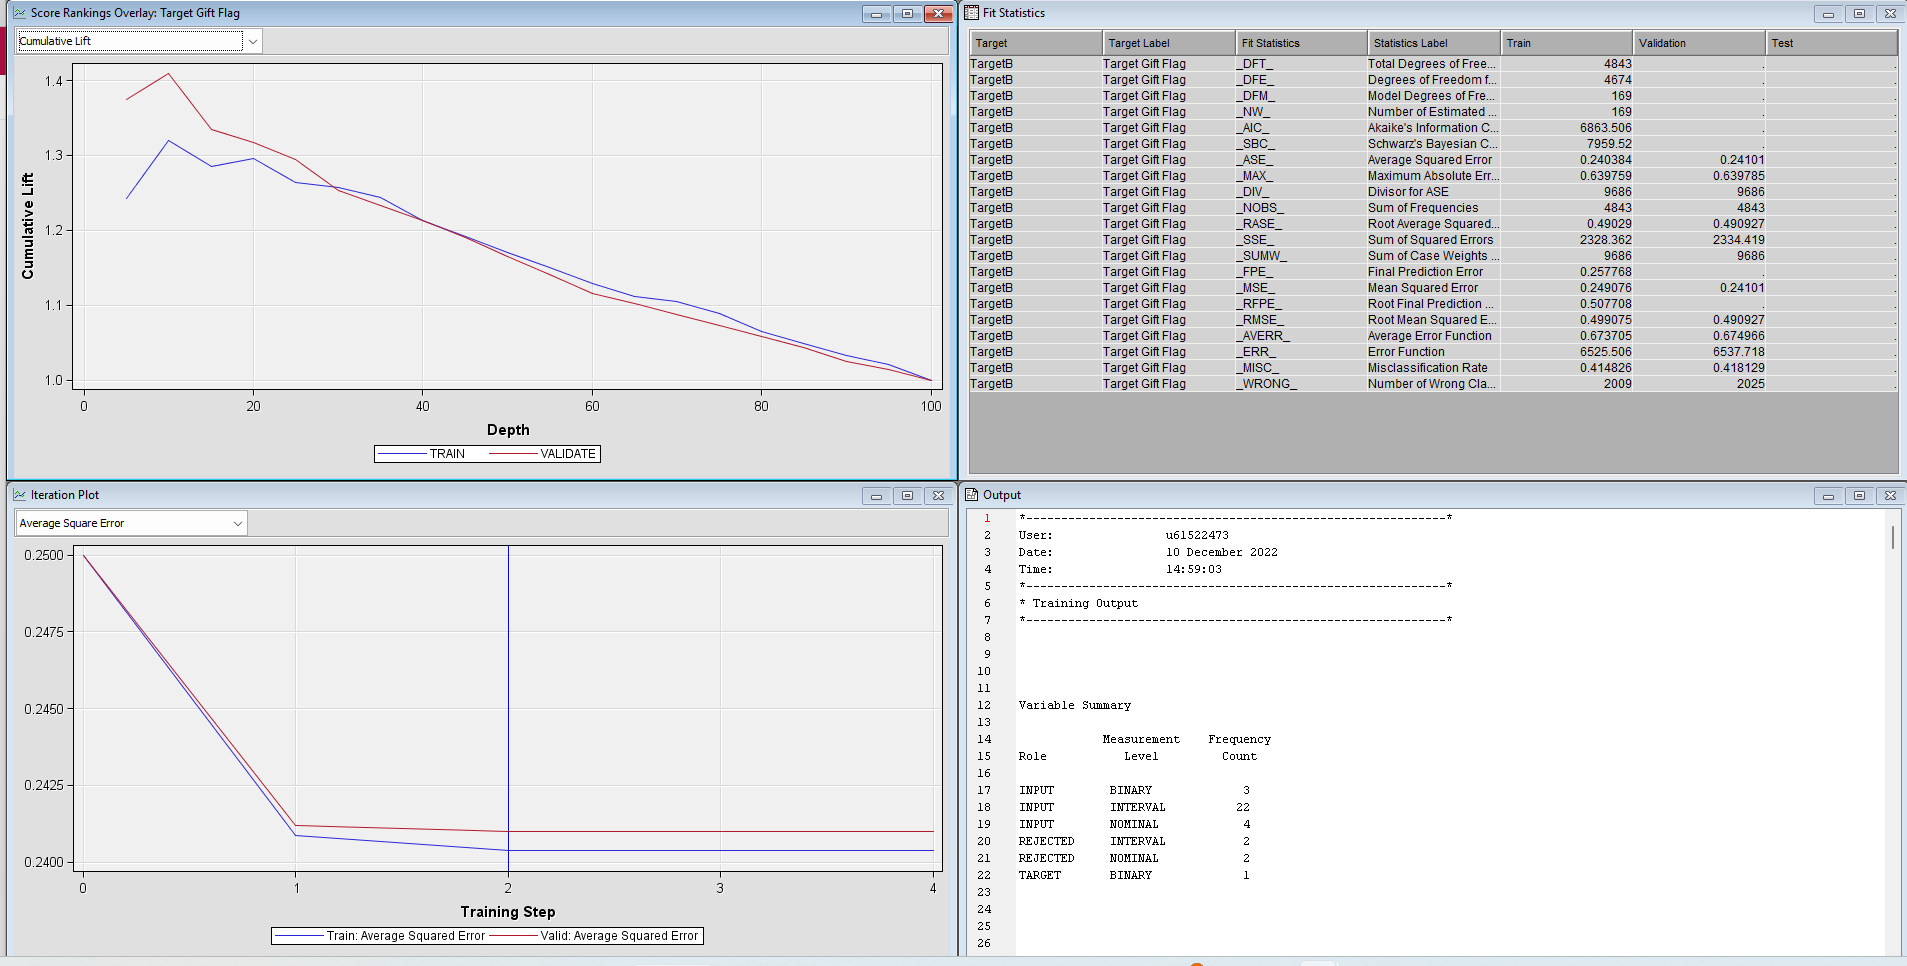 Score Rankings Overlay: Target Gift Flag
Cumulative Lift
1.4
1.3
1.2
1.1
1.0
Cumulative Lift
0 20 40 60 80 100
Depth
TRAIN VALIDATE
Fit Statistics
Target Target Label Fit Statistics Statistics Label Train Validation Test
TargetB Target Gift Flag _DFT_ Total Degrees of Free... 4843 . .
TargetB Target Gift Flag _DFE_ Degrees of Freedom f... 4674 . .
TargetB Target Gift Flag _DFM_ Model Degrees of Fre... 169 . .
TargetB Target Gift Flag _NW_ Number of Estimated ... 169 . .
TargetB Target Gift Flag _AIC_ Akaike's Information C... 6863.506 . .
TargetB Target Gift Flag _SBC_ Schwarz's Bayesian C... 7959.52 . .
TargetB Target Gift Flag _ASE_ Average Squared Error 0.240384 0.24101 .
TargetB Target Gift Flag _MAX_ Maximum Absolute Err... 0.639759 0.639785 .
TargetB Target Gift Flag _DIV_ Divisor for ASE 9686 9686 .
TargetB Target Gift Flag _NOBS_ Sum of Frequencies 4843 4843 .
TargetB Target Gift Flag _RASE_ Root Average Squared... 0.49029 0.490927 .
TargetB Target Gift Flag _SSE_ Sum of Squared Errors 2328.362 2334.419 .
TargetB Target Gift Flag _SUMW_ Sum of Case Weights ... 9686 9686 .
TargetB Target Gift Flag _FPE_ Final Prediction Error 0.257768 . .
TargetB Target Gift Flag _MSE_ Mean Squared Error 0.249076 0.24101 .
TargetB Target Gift Flag _RFPE_ Root Final Prediction ... 0.507708 . .
TargetB Target Gift Flag _RMSE_ Root Mean Squared E... 0.499075 0.490927 .
TargetB Target Gift Flag _AVERR_ Average Error Function 0.673705 0.674966 .
TargetB Target Gift Flag _ERR_ Error Function 6525.506 6537.718 .
TargetB Target Gift Flag _MISC_ Misclassification Rate 0.414826 0.418129 .
TargetB Target Gift Flag _WRONG_ Number of Wrong Cla... 2009 2025 .
Iteration Plot
Average Square Error
0.2500
0.2475
0.2450
0.2425
0.2400
0 1 2 3 4
Training Step
Train: Average Squared Error Valid: Average Squared Error
Output
1 *------------------------------------------------------------*
2 User: u61522473
3 Date: 10 December 2022
4 Time: 14:59:03
5 *------------------------------------------------------------*
6 * Training Output
7 *------------------------------------------------------------*
8
9
10
11
12 Variable Summary
13
14 Measurement Frequency
15 Role Level Count
16
17 INPUT BINARY 3
18 INPUT INTERVAL 22
19 INPUT NOMINAL 4
20 REJECTED INTERVAL 2
21 REJECTED NOMINAL 2
22 TARGET BINARY 1
23
24
25
26